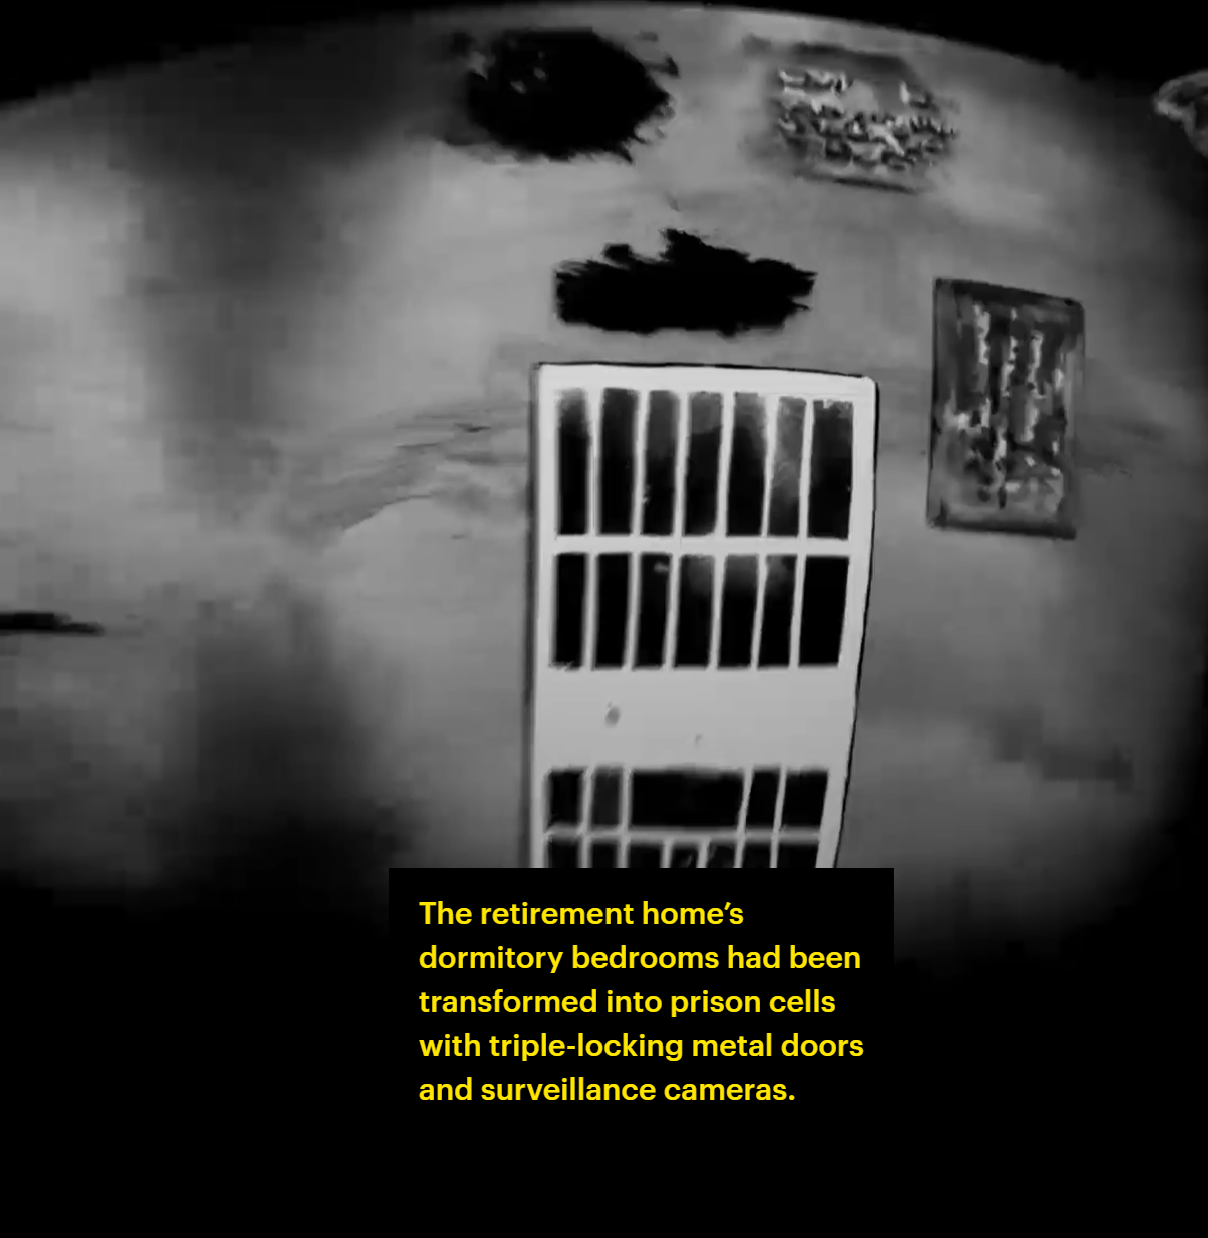 The retirement home’s
dormitory bedrooms had been
transformed into prison cells
with triple-locking metal doors
and surveillance cameras.